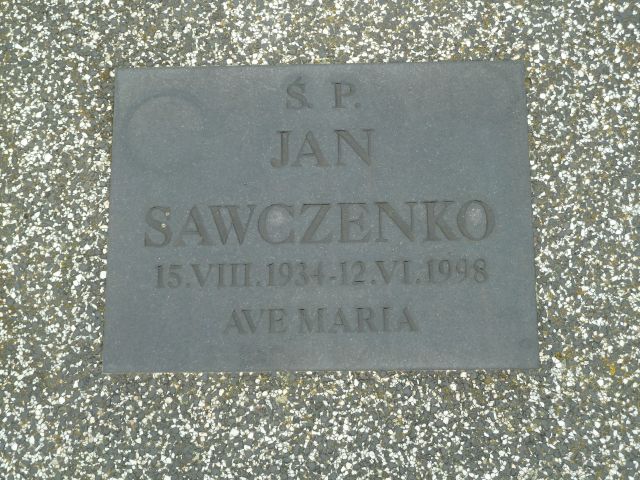 Ś. P.
JAN
SAWCZENKO
15.VIII.1934-12.VI.1998
AVE MARIA